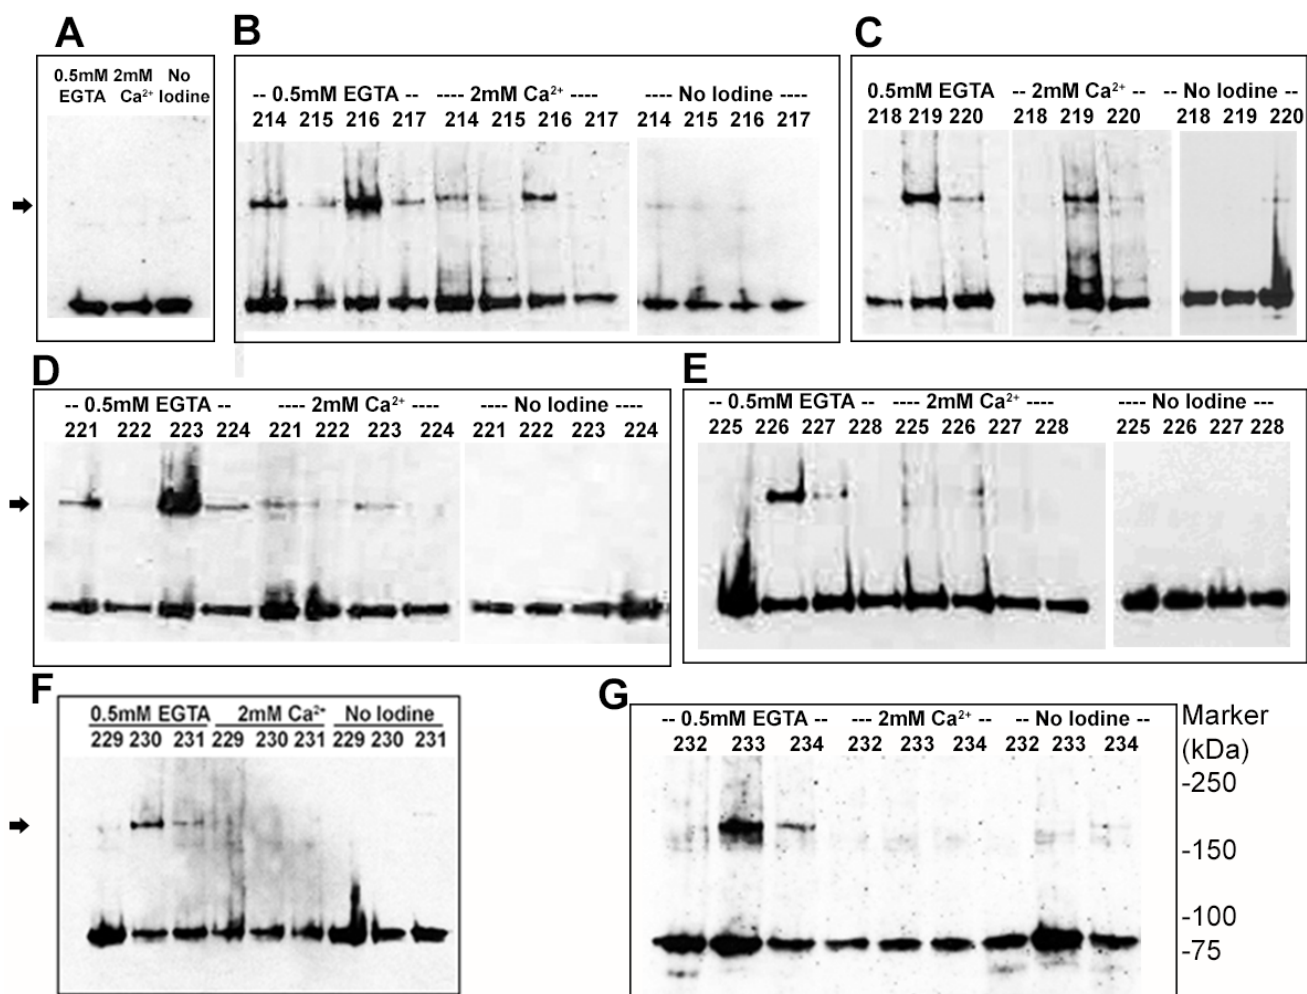 A
0.5mM 2mM No
EGTA Ca²⁺ Iodine
B
-- 0.5mM EGTA -- ---- 2mM Ca²⁺ ---- ---- No Iodine ----
214 215 216 217 214 215 216 217 214 215 216 217
C
0.5mM EGTA -- 2mM Ca²⁺ -- -- No Iodine --
218 219 220 218 219 220 218 219 220
D
-- 0.5mM EGTA -- ---- 2mM Ca²⁺ ---- ---- No Iodine ----
221 222 223 224 221 222 223 224 221 222 223 224
E
-- 0.5mM EGTA -- ---- 2mM Ca²⁺ ---- ---- No Iodine ---
225 226 227 228 225 226 227 228 225 226 227 228
F
0.5mM EGTA 2mM Ca²⁺ No Iodine
229 230 231 229 230 231 229 230 231
G
-- 0.5mM EGTA -- --- 2mM Ca²⁺ -- -- No Iodine --
232 233 234 232 233 234 232 233 234
Marker
(kDa)
-250
-150
-100
-75